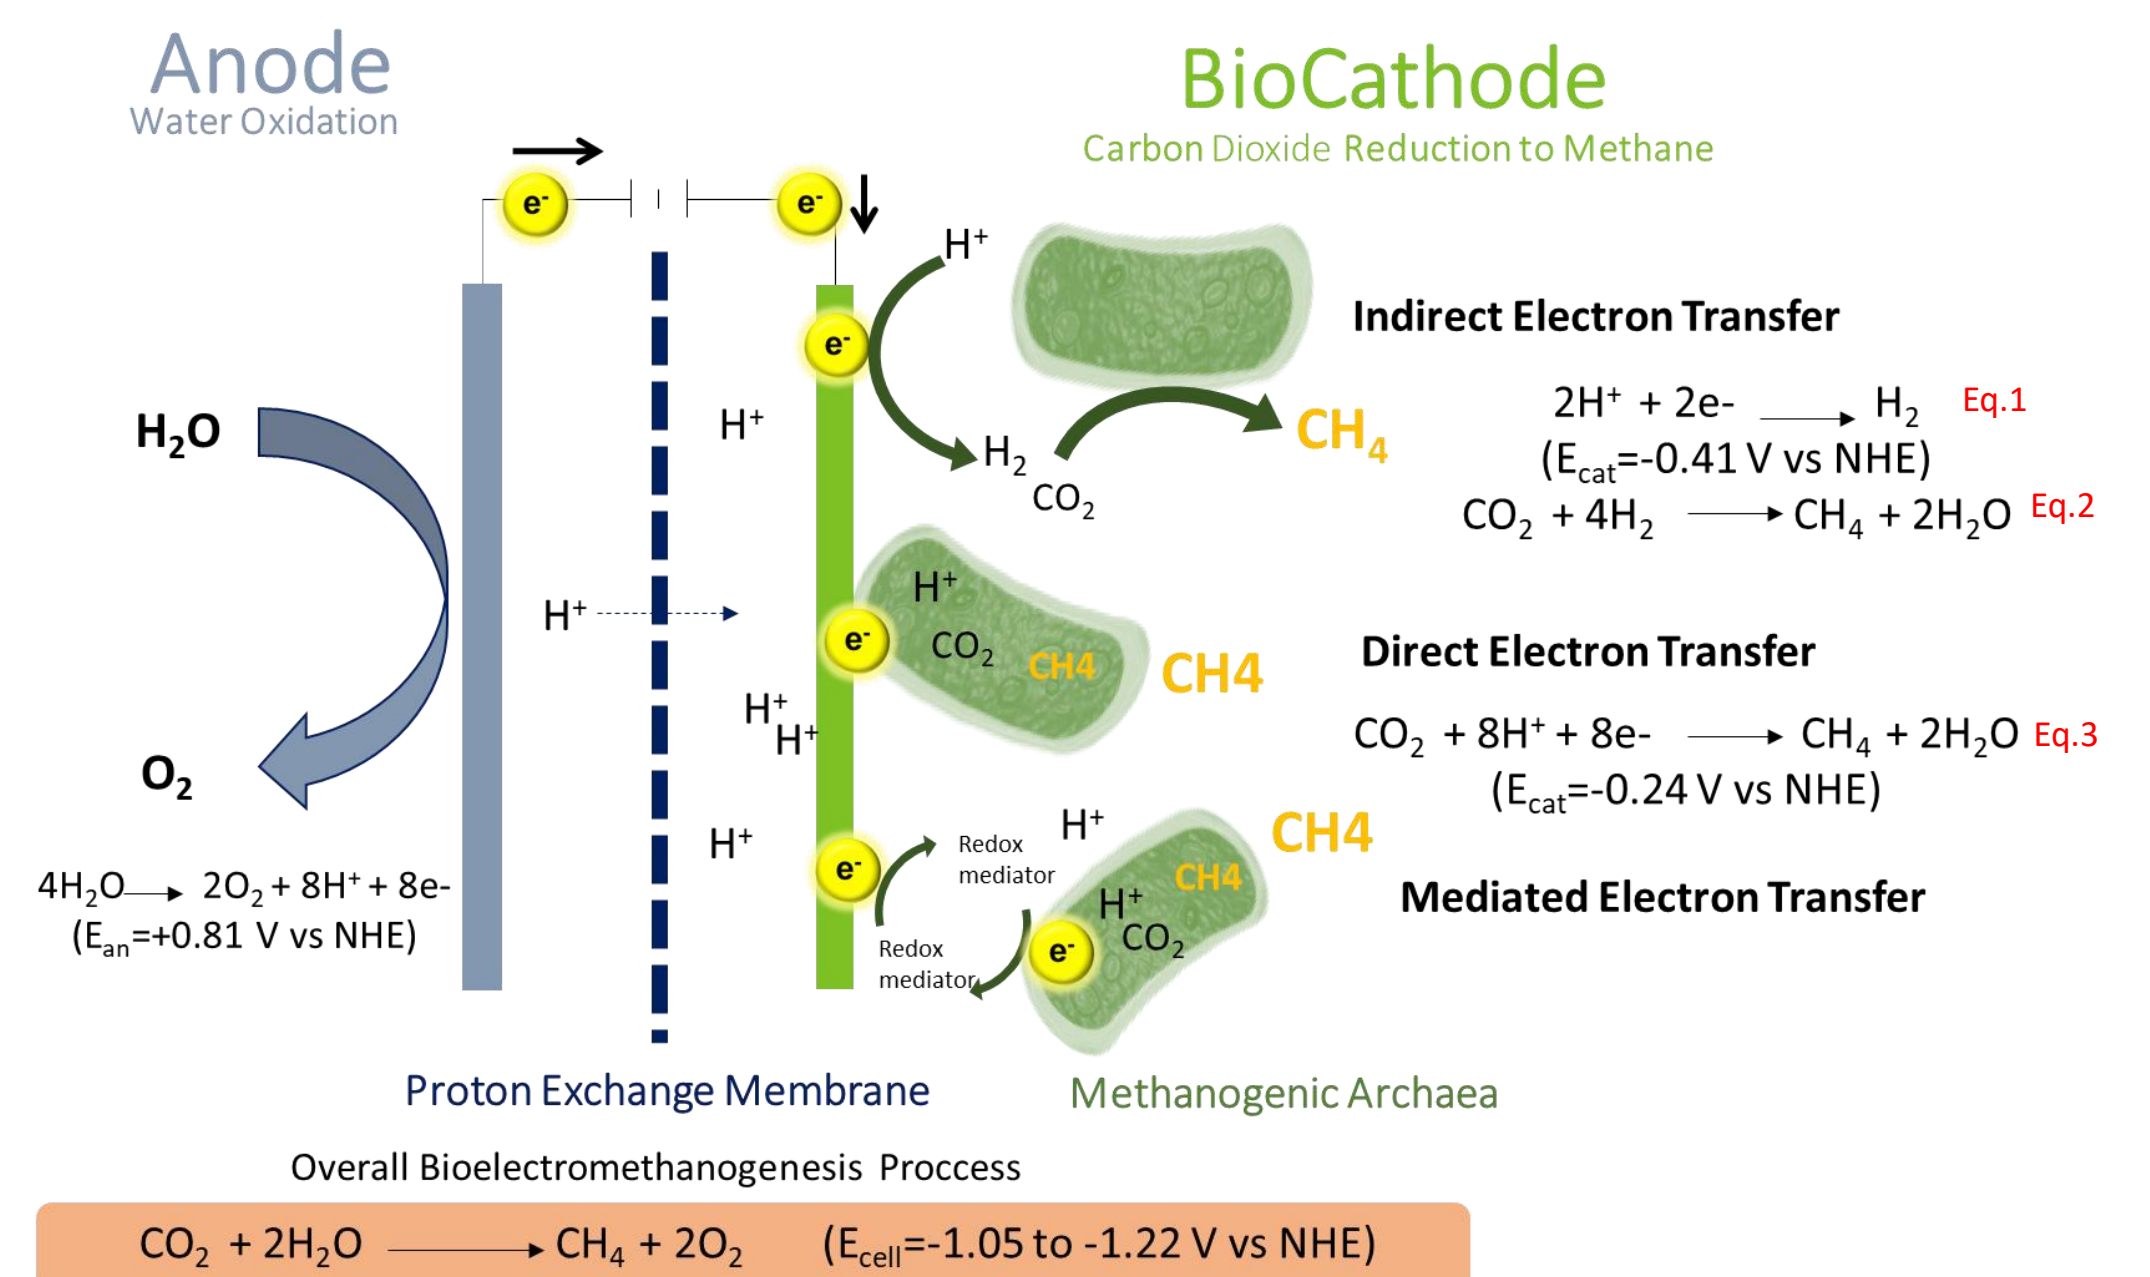 Anode
Water Oxidation
BioCathode
Carbon Dioxide Reduction to Methane
e-
e-
H+
e-
H+
H2
CO2
CH4
Indirect Electron Transfer
2H+ + 2e- → H2 Eq.1
(Ecat=-0.41 V vs NHE)
CO2 + 4H2 → CH4 + 2H2O Eq.2
H2O
H+
H+
CO2
CH4
e-
CH4
Direct Electron Transfer
CO2 + 8H+ + 8e- → CH4 + 2H2O Eq.3
(Ecat=-0.24 V vs NHE)
H+
H+
O2
H+
e-
Redox
mediator
Redox
mediator
H+
CH4
H+
CO2
e-
CH4
Mediated Electron Transfer
4H2O → 2O2 + 8H+ + 8e-
(Ean=+0.81 V vs NHE)
Proton Exchange Membrane
Methanogenic Archaea
Overall Bioelectromethanogenesis Proccess
CO2 + 2H2O → CH4 + 2O2 (Ecell=-1.05 to -1.22 V vs NHE)